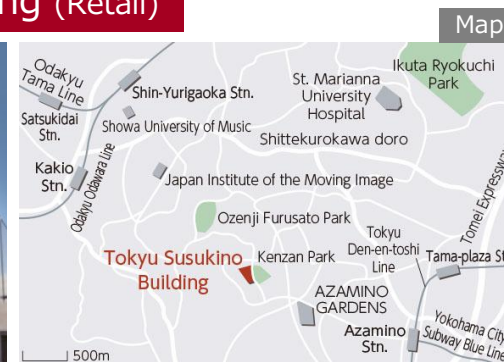 ng (Retail)
Map
Odakyu
Tama Line
Shin-Yurigaoka Stn.
Satsukidai
Stn.
Showa University of Music
Kakio
Stn.
Odakyu Odawara Line
St. Marianna
University
Hospital
Ikuta Ryokuchi
Park
Shittekurokawa doro
Japan Institute of the Moving Image
Tomei Expressway
Ozenji Furusato Park
Tokyu Susukino
Building
Kenzan Park
Tokyu
Den-en-toshi
Line
Tama-plaza St
AZAMINO
GARDENS
Azamino
Stn.
Yokohama City
Subway Blue Line
500m